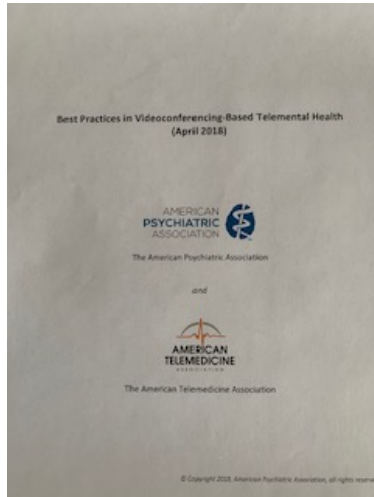 Best Practices in Videoconferencing-Based Telemental Health
(April 2018)
AMERICAN
PSYCHIATRIC
ASSOCIATION
The American Psychiatric Association
and
AMERICAN
TELEMEDICINE
ASSOCIATION
The American Telemedicine Association
© Copyright 2018, American Psychiatric Association, all rights reserve